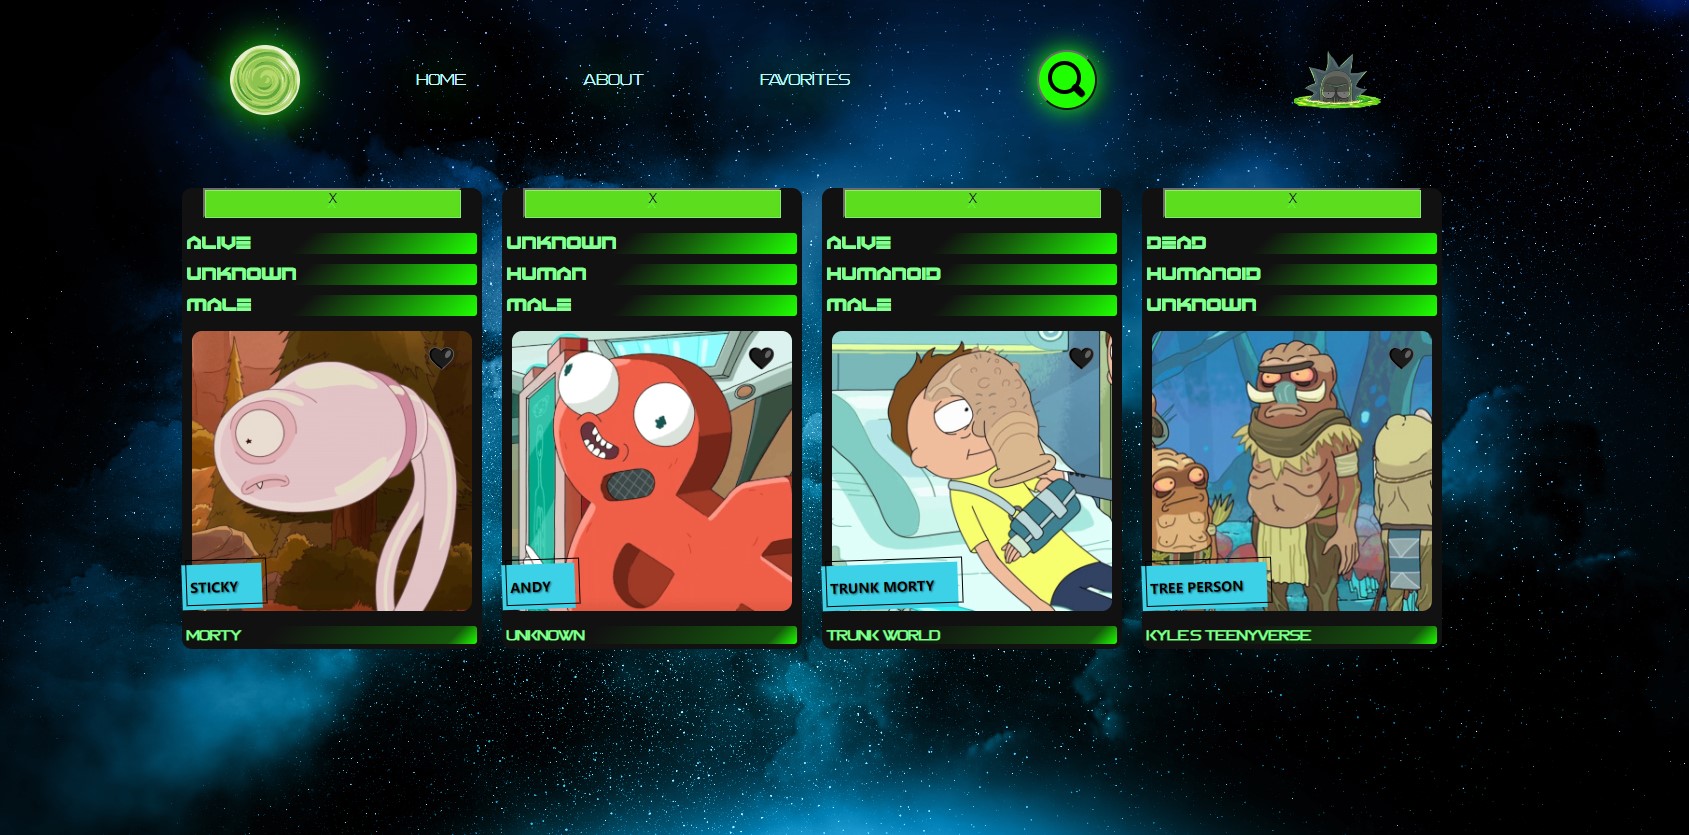 HOME
ABOUT
FAVORITES
X
ALIVE
UNKNOWN
MALE
STICKY
MORTY
X
UNKNOWN
HUMAN
MALE
ANDY
UNKNOWN
X
ALIVE
HUMANOID
MALE
TRUNK MORTY
TRUNK WORLD
X
DEAD
HUMANOID
UNKNOWN
TREE PERSON
KYLES TEENYVERSE